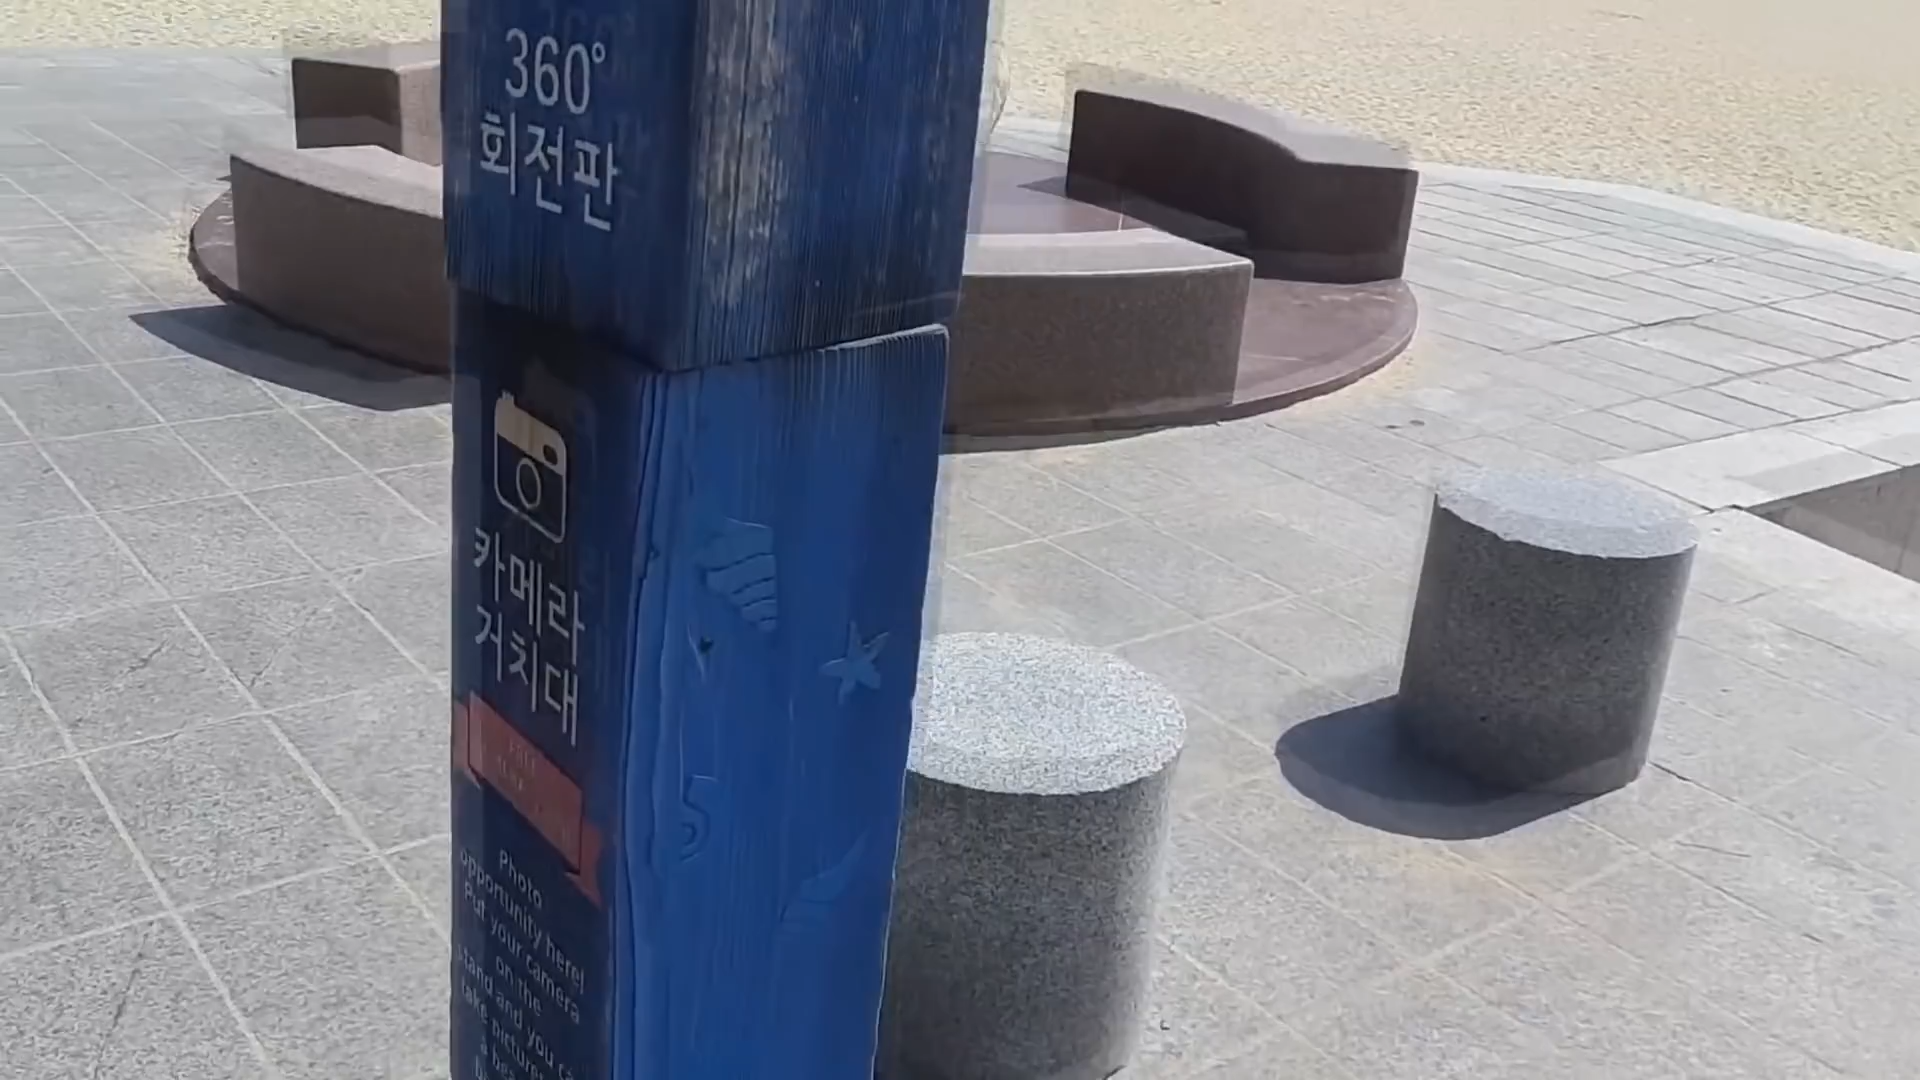 360°
회전판
카메라
거치대
Photo
opportunity here!
Put your camera
on the
stand and you
take picture
a